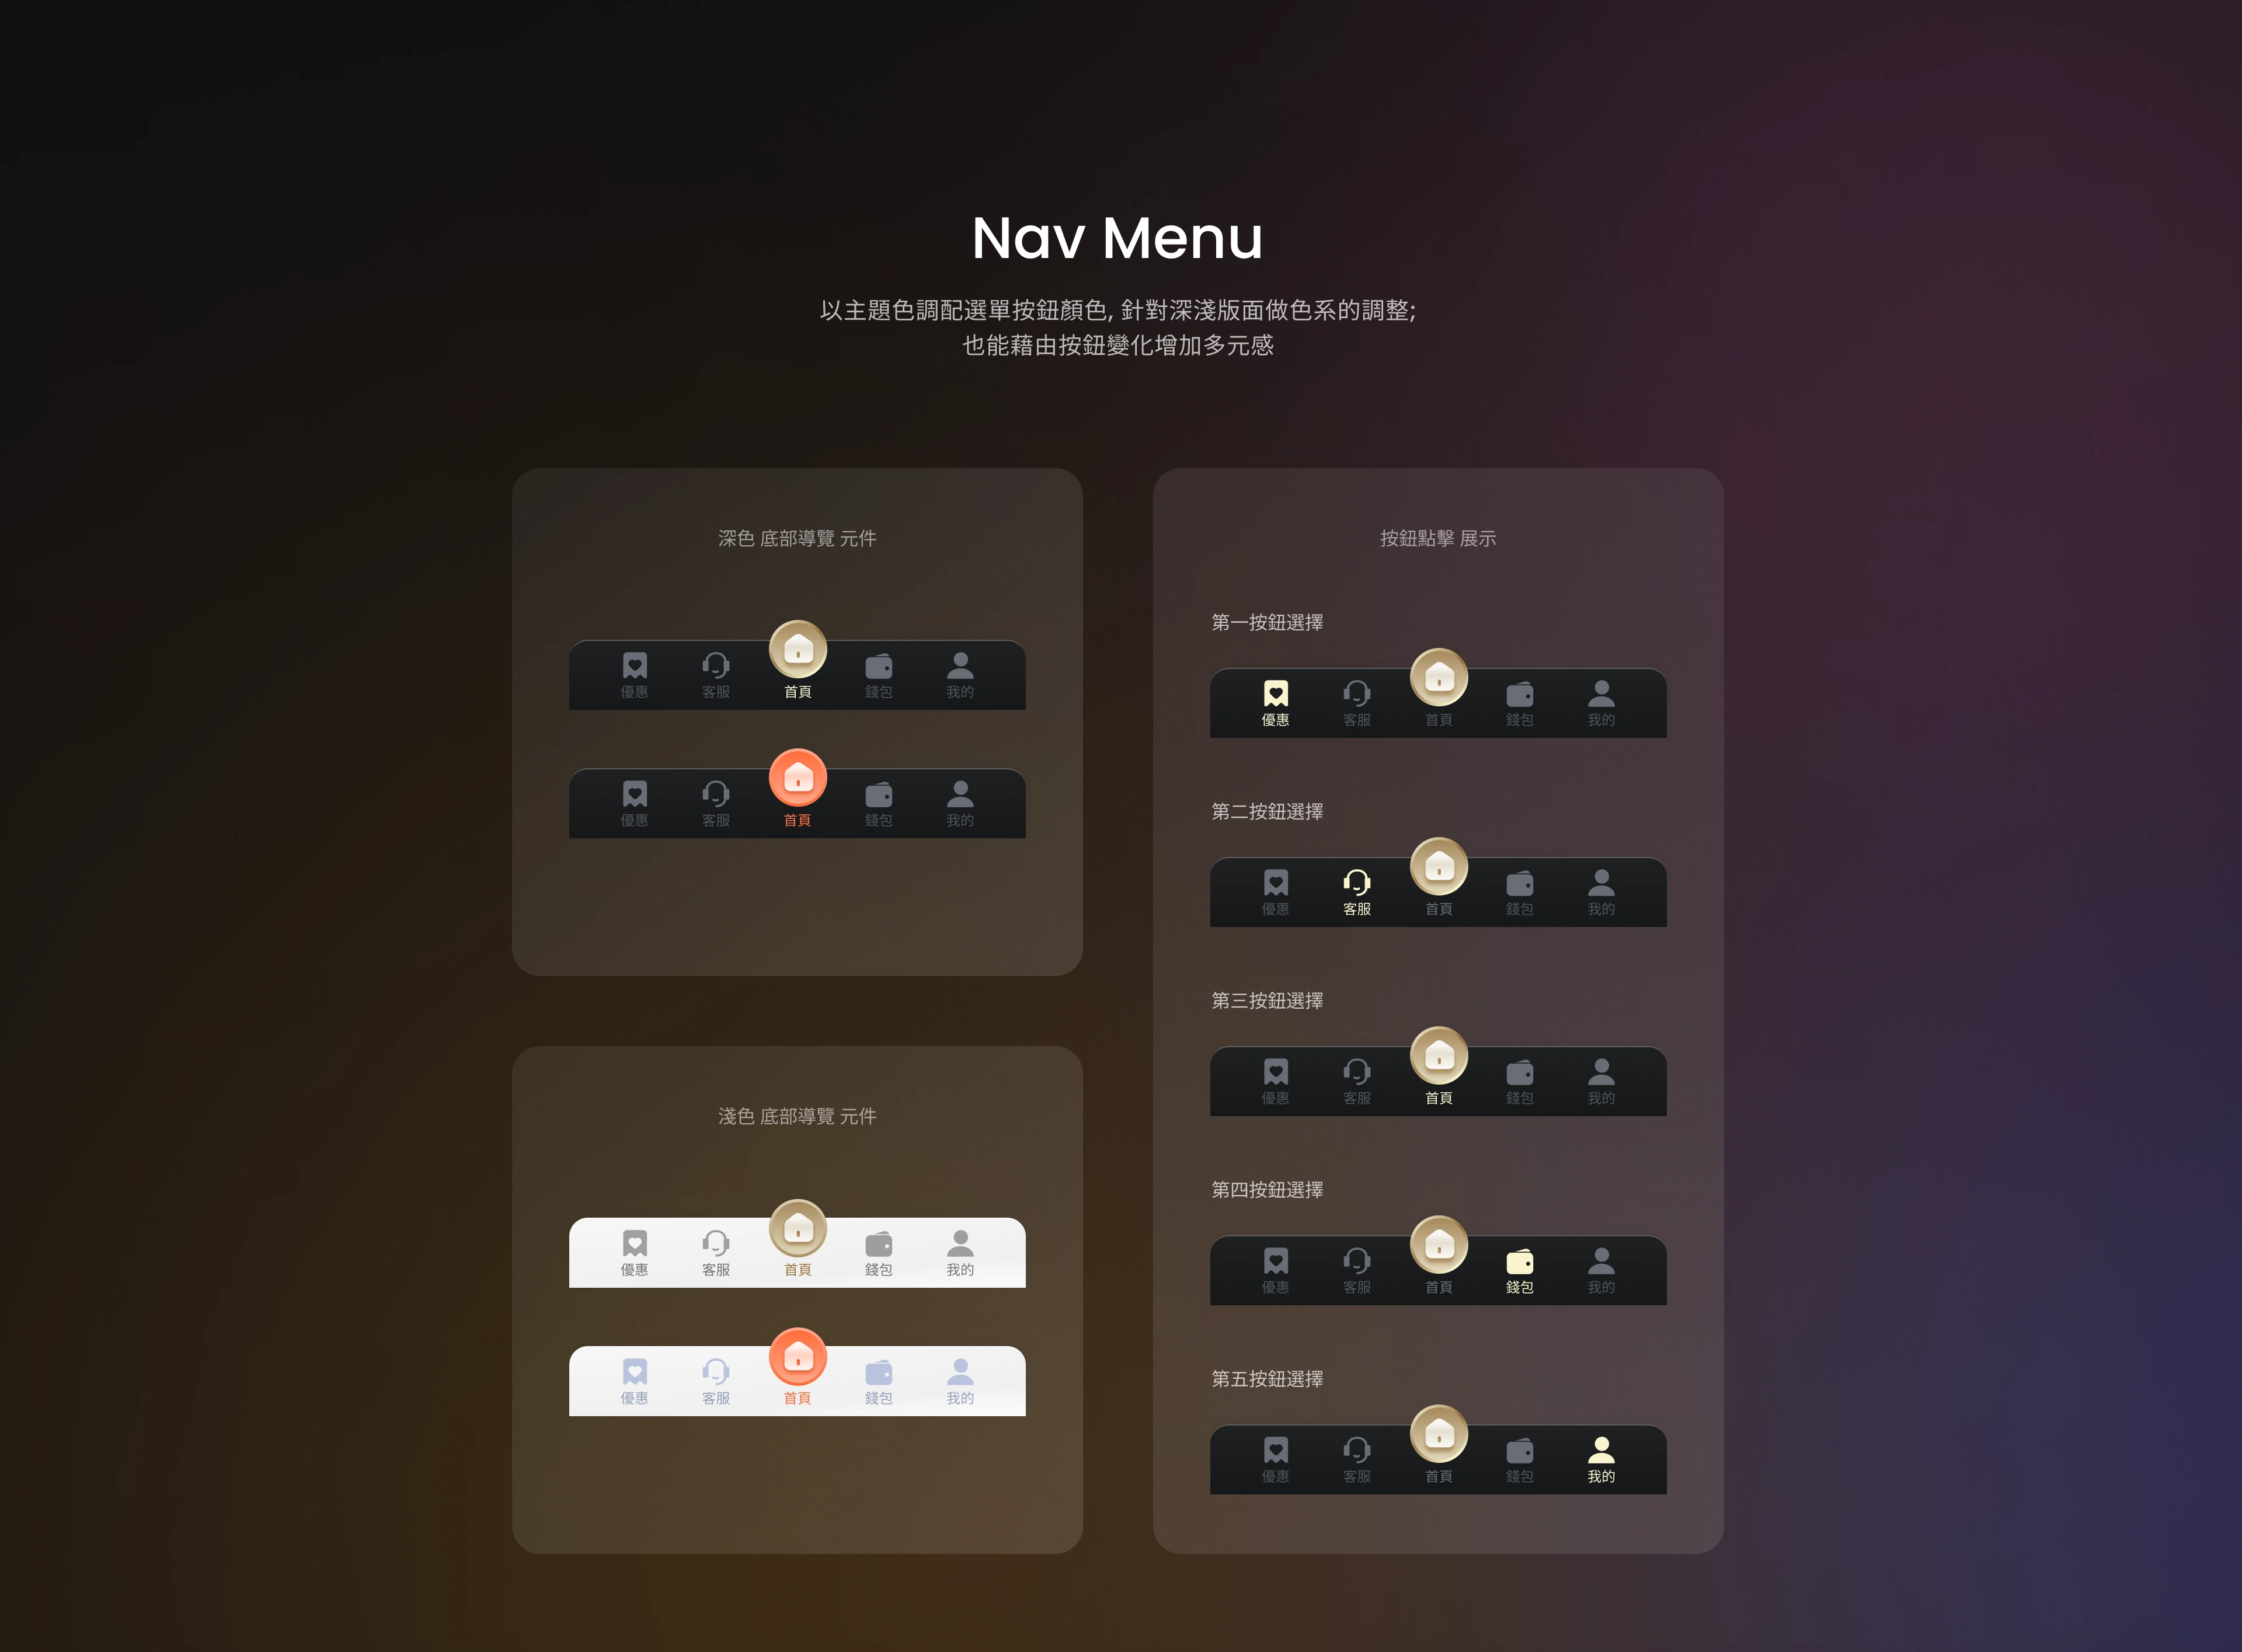 Nav Menu
以主題色調配選單按鈕顏色, 針對深淺版面做色系的調整;
也能藉由按鈕變化增加多元感
深色 底部導覽 元件
優惠 客服 首頁 錢包 我的
優惠 客服 首頁 錢包 我的
淺色 底部導覽 元件
優惠 客服 首頁 錢包 我的
優惠 客服 首頁 錢包 我的
按鈕點擊 展示
第一按鈕選擇
優惠 客服 首頁 錢包 我的
第二按鈕選擇
優惠 客服 首頁 錢包 我的
第三按鈕選擇
優惠 客服 首頁 錢包 我的
第四按鈕選擇
優惠 客服 首頁 錢包 我的
第五按鈕選擇
優惠 客服 首頁 錢包 我的